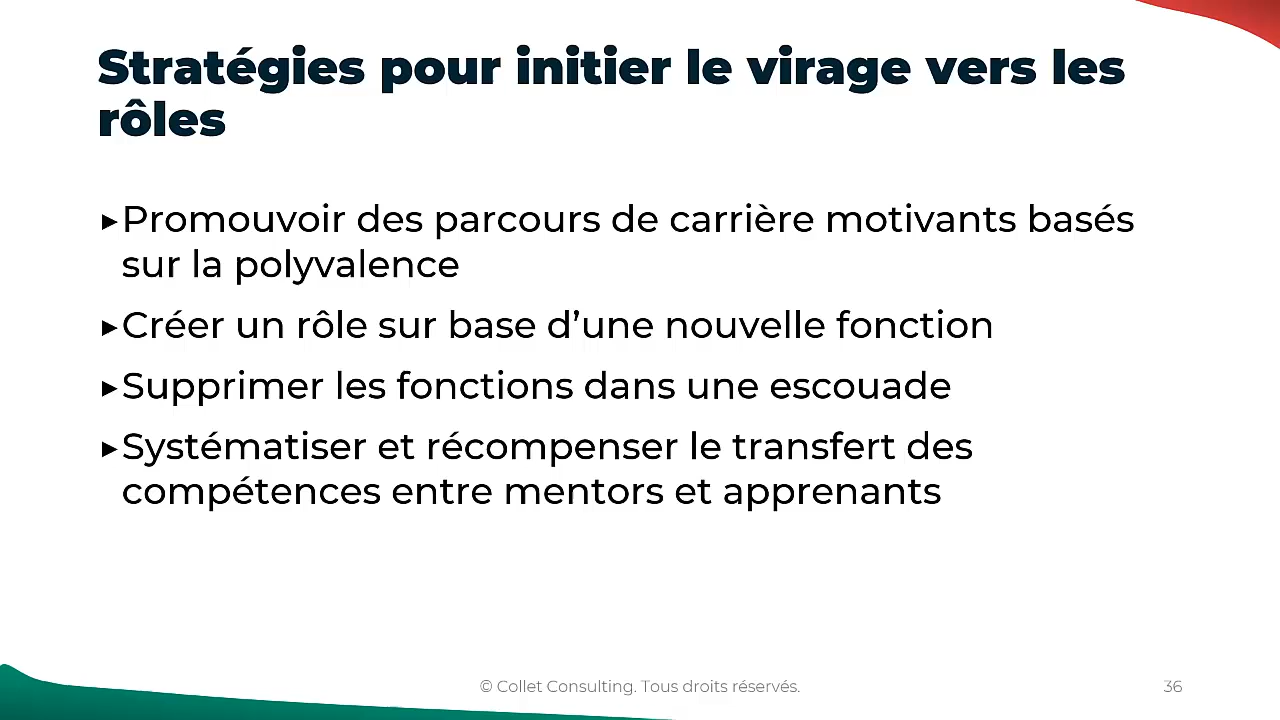 Stratégies pour initier le virage vers les
rôles
▸Promouvoir des parcours de carrière motivants basés
sur la polyvalence
▸Créer un rôle sur base d’une nouvelle fonction
▸Supprimer les fonctions dans une escouade
▸Systématiser et récompenser le transfert des
compétences entre mentors et apprenants
© Collet Consulting. Tous droits réservés.
36